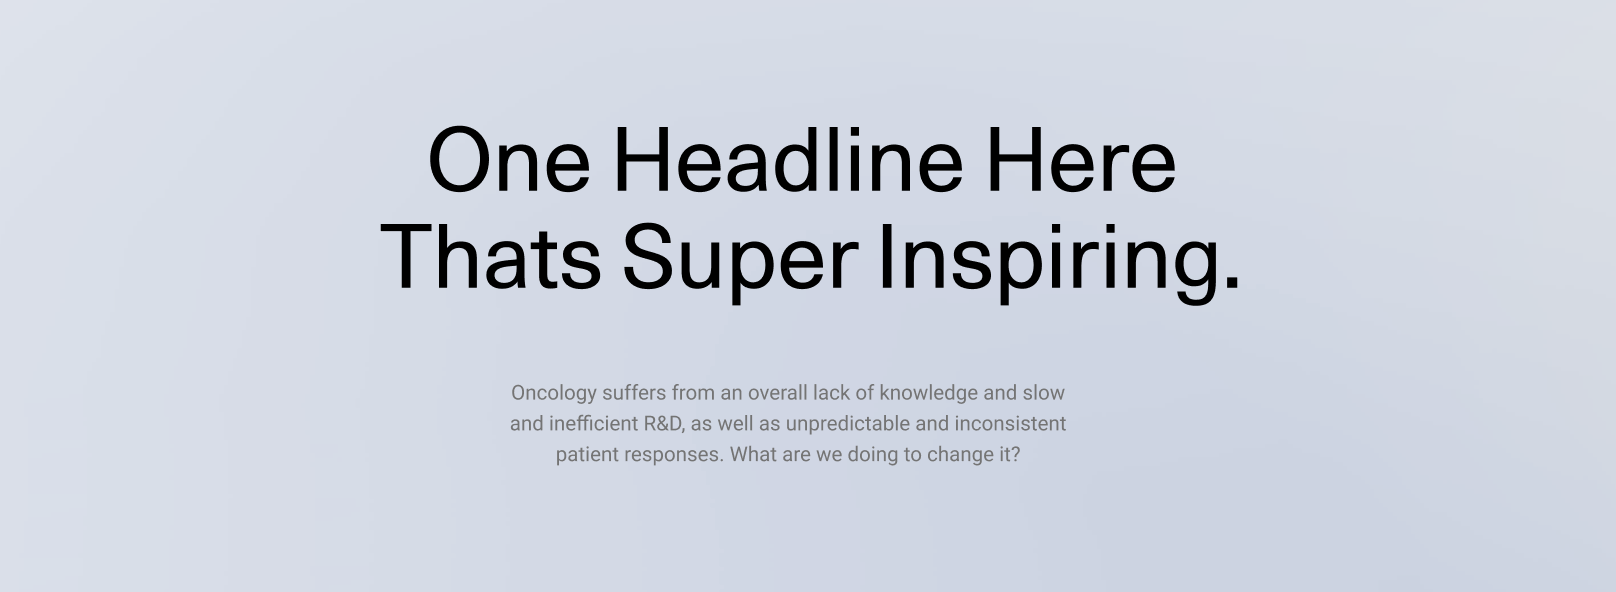 One Headline Here
Thats Super Inspiring.
Oncology suffers from an overall lack of knowledge and slow
and inefficient R&D, as well as unpredictable and inconsistent
patient responses. What are we doing to change it?